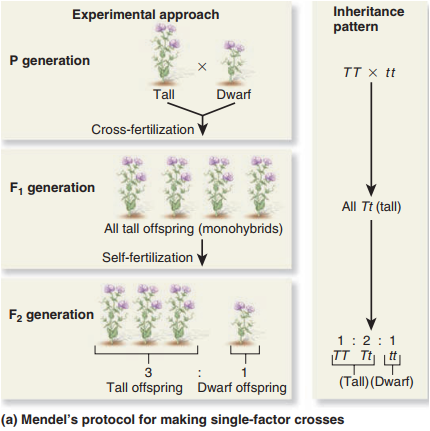 Experimental approach
P generation
×
Tall
Dwarf
Cross-fertilization
F1 generation
All tall offspring (monohybrids)
Self-fertilization
F2 generation
3 : 1
Tall offspring Dwarf offspring
Inheritance
pattern
TT × tt
All Tt (tall)
1 : 2 : 1
TT Tt tt
(Tall)(Dwarf)
(a) Mendel's protocol for making single-factor crosses